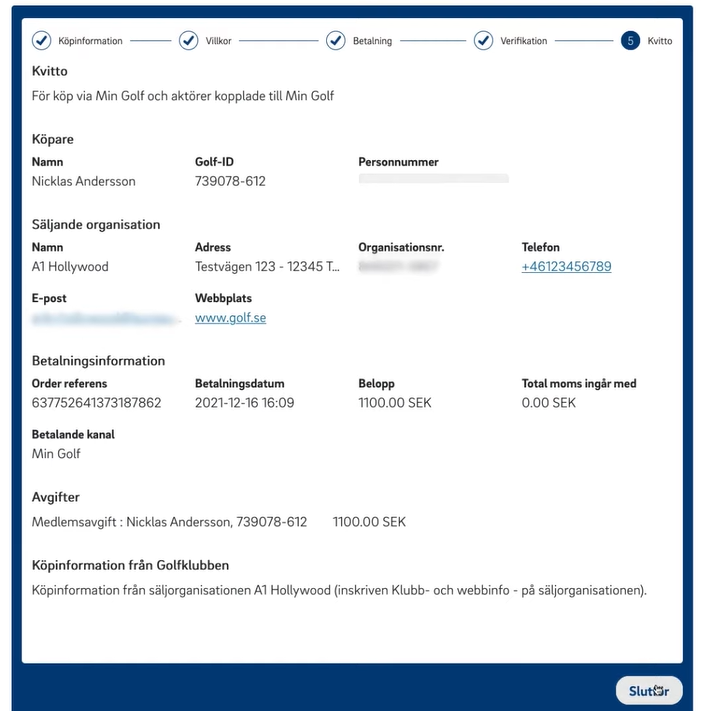 Köpinformation Villkor Betalning Verifikation 5 Kvitto
Kvitto
För köp via Min Golf och aktörer kopplade till Min Golf
Köpare
Namn Golf-ID Personnummer
Nicklas Andersson 739078-612
Säljande organisation
Namn Adress Organisationsnr. Telefon
A1 Hollywood Testvägen 123 - 12345 T... +46123456789
E-post Webbplats
www.golf.se
Betalningsinformation
Order referens Betalningsdatum Belopp Total moms ingår med
637752641373187862 2021-12-16 16:09 1100.00 SEK 0.00 SEK
Betalande kanal
Min Golf
Avgifter
Medlemsavgift : Nicklas Andersson, 739078-612 1100.00 SEK
Köpinformation från Golfklubben
Köpinformation från säljorganisationen A1 Hollywood (inskriven Klubb- och webbinfo - på säljorganisationen).